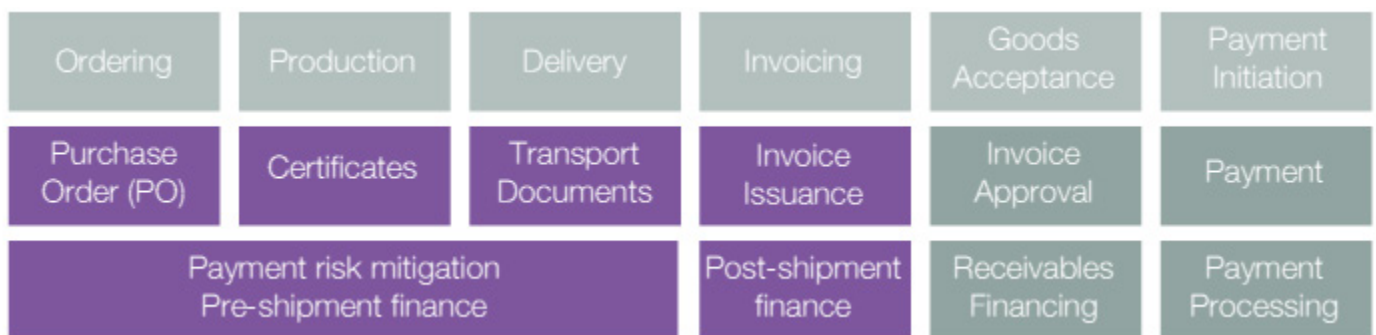 Ordering
Production
Delivery
Invoicing
Goods
Acceptance
Payment
Initiation
Purchase
Order (PO)
Certificates
Transport
Documents
Invoice
Issuance
Invoice
Approval
Payment
Payment risk mitigation
Pre-shipment finance
Post-shipment
finance
Receivables
Financing
Payment
Processing